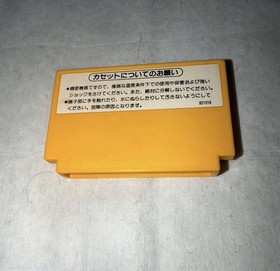 カセットについてのお願い
●精密機器ですので、極端な温度条件下での使用や保管および強い
ショックをさけてください。また、絶対に分解しないでください。
●端子部に手を触れたり、水にぬらしたりして汚さないようにして
ください。故障の原因となります。